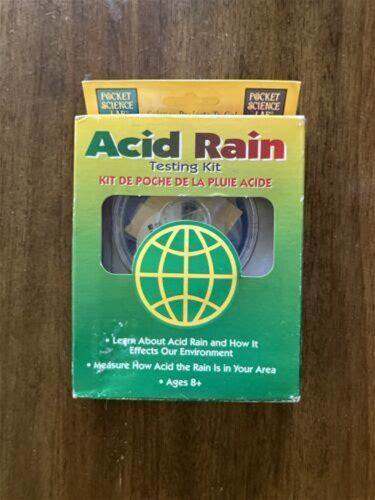 POCKET
SCIENCE
LAB
POCKET
SCIENCE
LAB
Acid Rain
Testing Kit
KIT DE POCHE DE LA PLUIE ACIDE
• Learn About Acid Rain and How It
Effects Our Environment
• Measure How Acid the Rain Is in Your Area
• Ages 8+